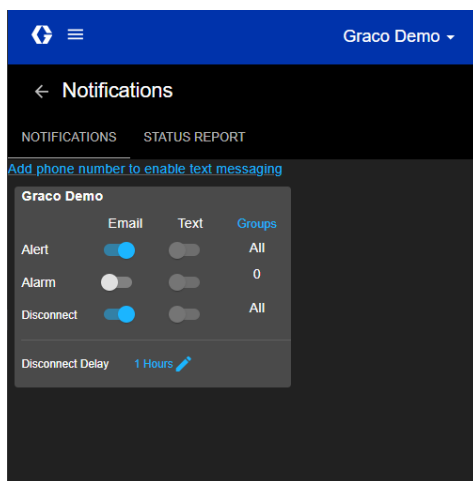 Graco Demo
Notifications
NOTIFICATIONS STATUS REPORT
Add phone number to enable text messaging
Graco Demo
Email Text Groups
Alert All
Alarm 0
Disconnect All
Disconnect Delay 1 Hours